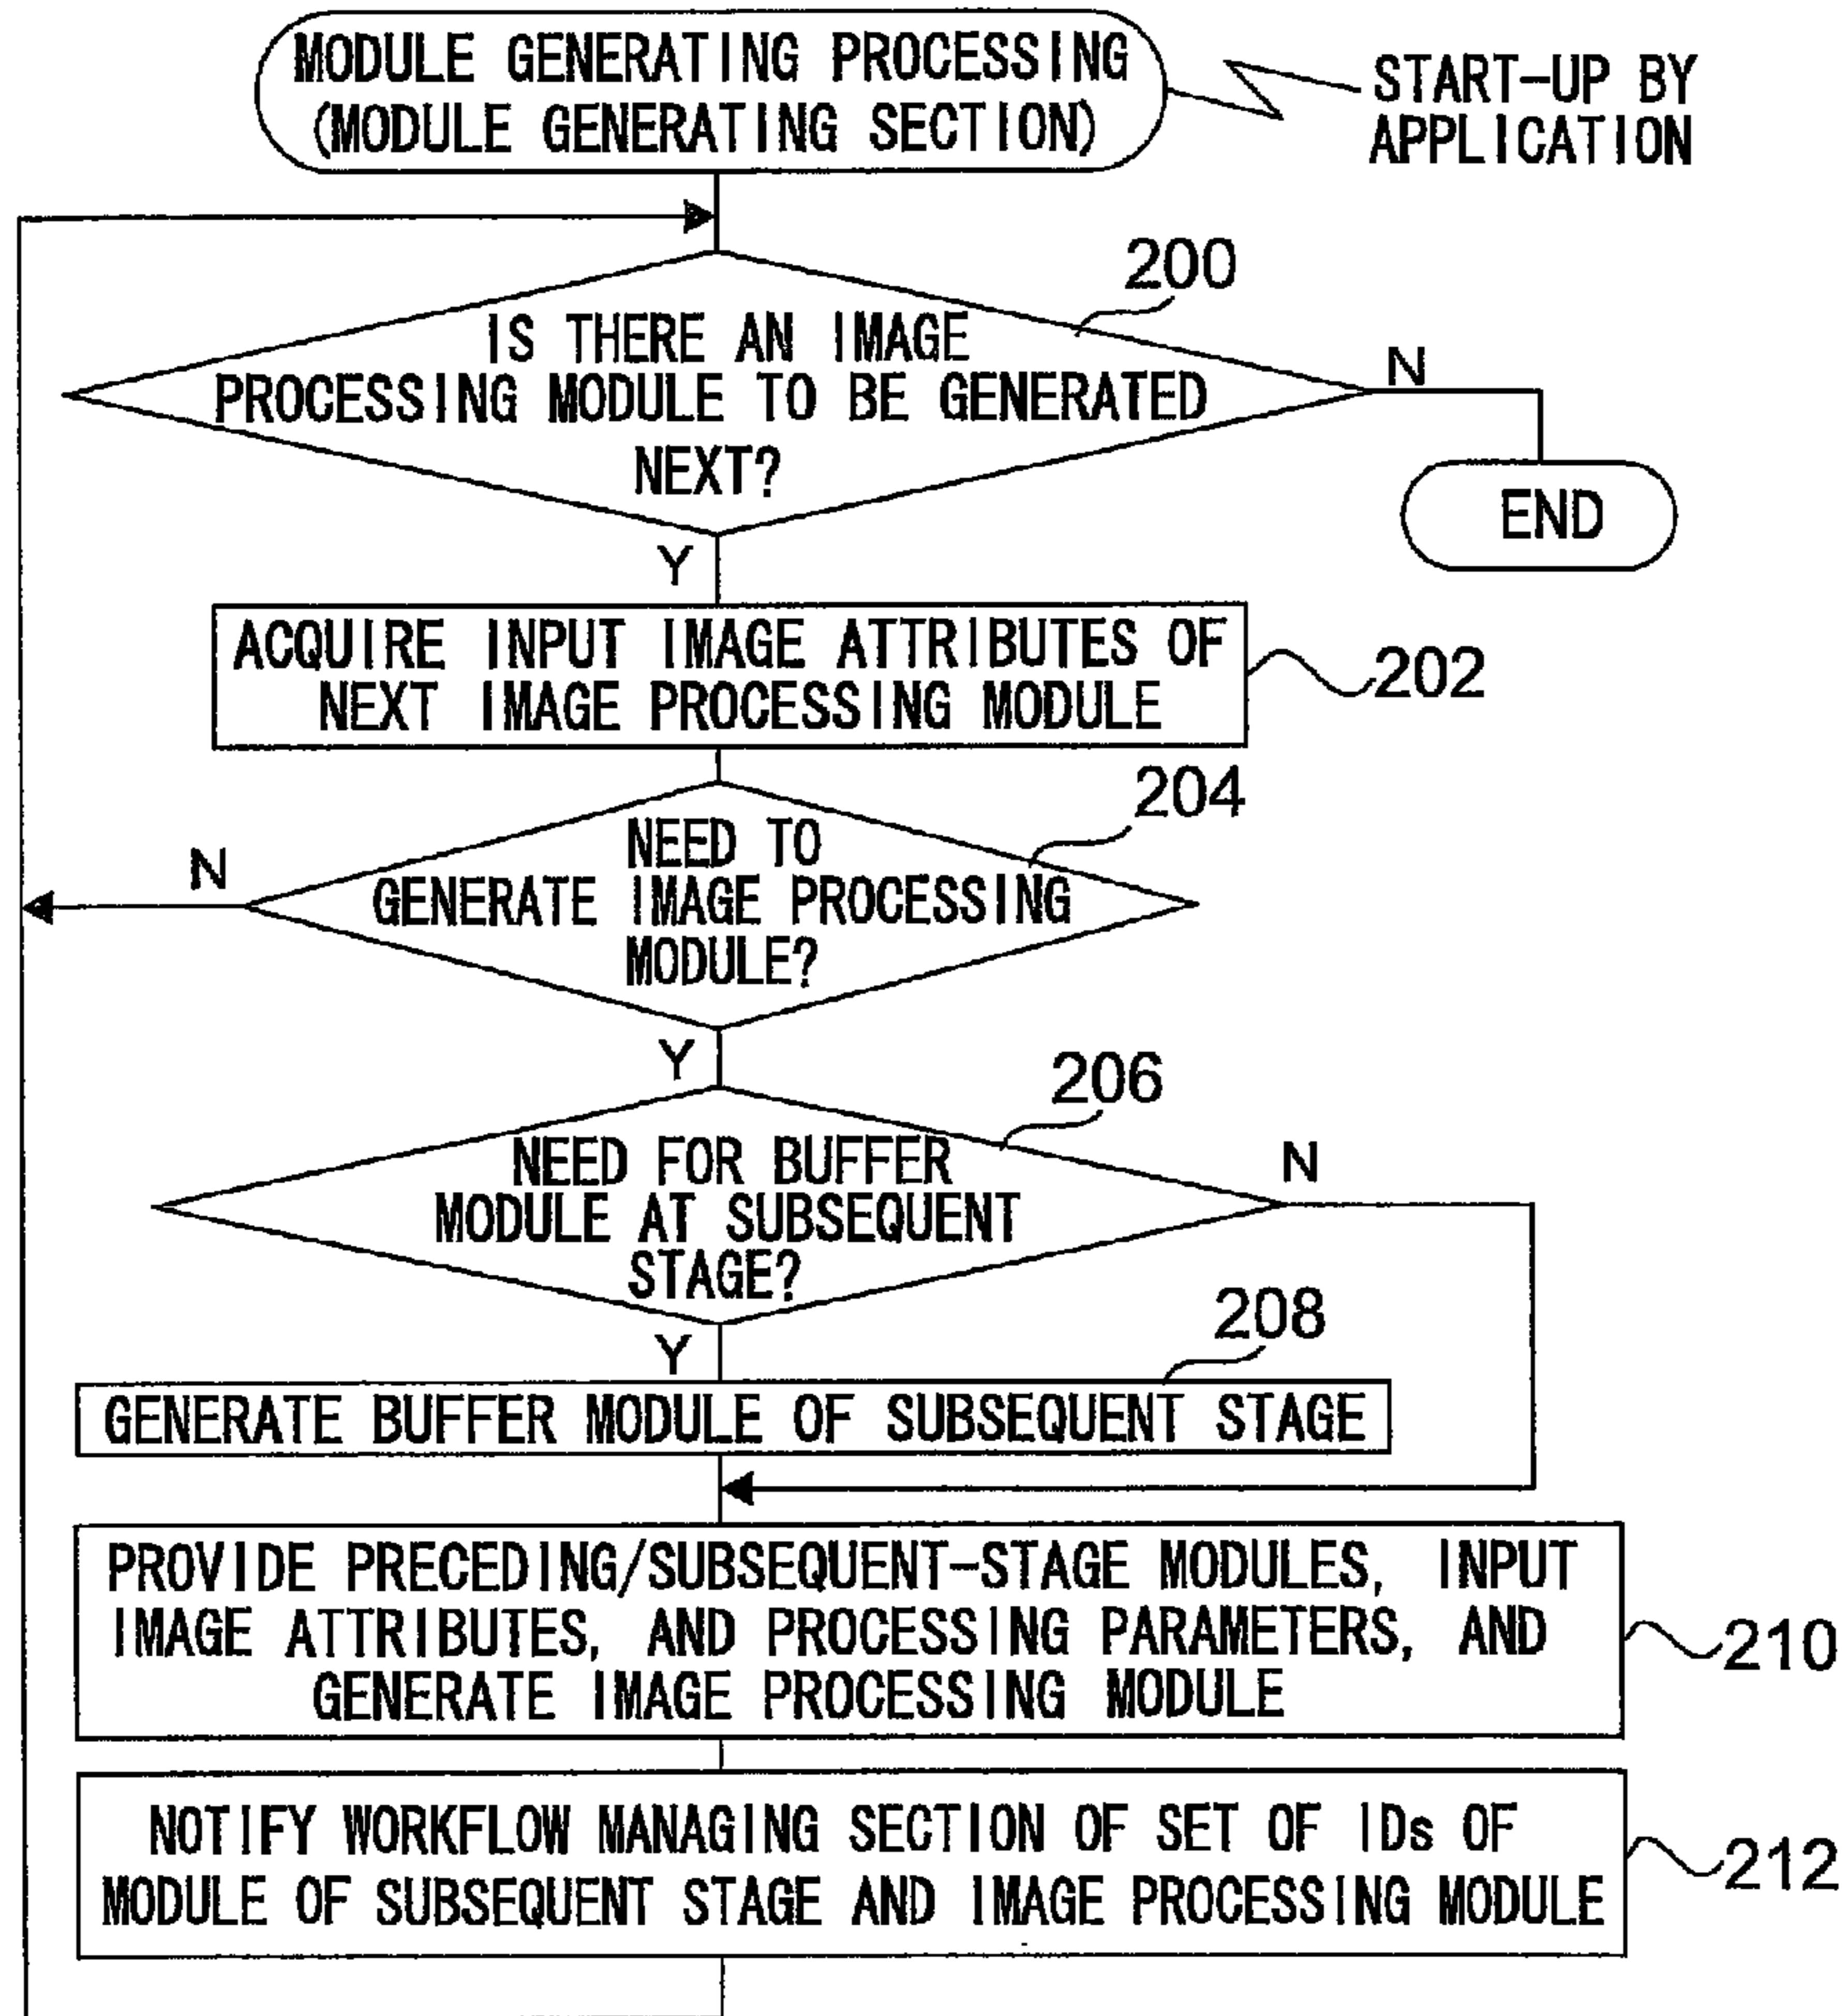 MODULE GENERATING PROCESSING
(MODULE GENERATING SECTION)
START-UP BY
APPLICATION
200
IS THERE AN IMAGE
PROCESSING MODULE TO BE GENERATED
NEXT?
N
END
Y
ACQUIRE INPUT IMAGE ATTRIBUTES OF
NEXT IMAGE PROCESSING MODULE
202
204
NEED TO
GENERATE IMAGE PROCESSING
MODULE?
N
Y
206
NEED FOR BUFFER
MODULE AT SUBSEQUENT
STAGE?
N
Y
208
GENERATE BUFFER MODULE OF SUBSEQUENT STAGE
PROVIDE PRECEDING/SUBSEQUENT-STAGE MODULES, INPUT
IMAGE ATTRIBUTES, AND PROCESSING PARAMETERS, AND
GENERATE IMAGE PROCESSING MODULE
210
NOTIFY WORKFLOW MANAGING SECTION OF SET OF IDs OF
MODULE OF SUBSEQUENT STAGE AND IMAGE PROCESSING MODULE
212